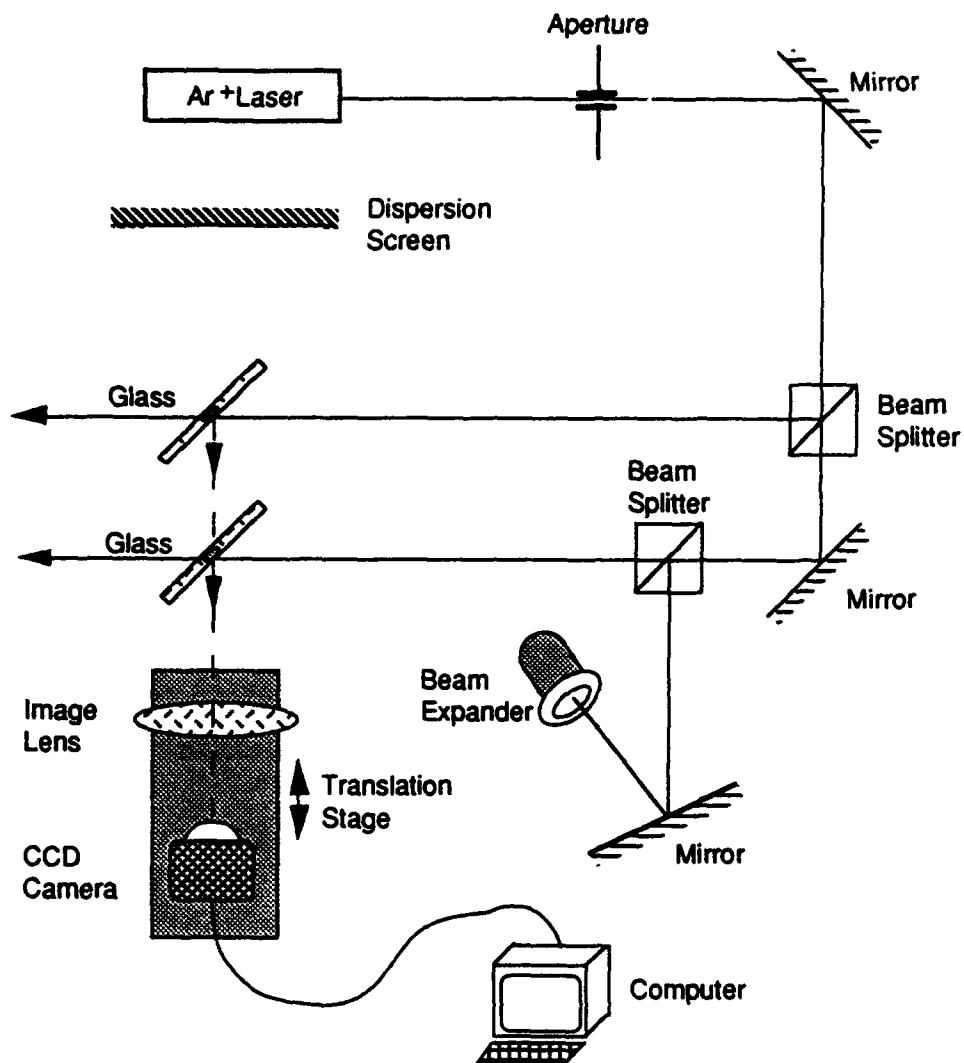 Aperture
Ar+Laser
Mirror
Dispersion
Screen
Glass
Beam
Splitter
Beam
Splitter
Glass
Mirror
Beam
Expander
Image
Lens
Translation
Stage
Mirror
CCD
Camera
Computer